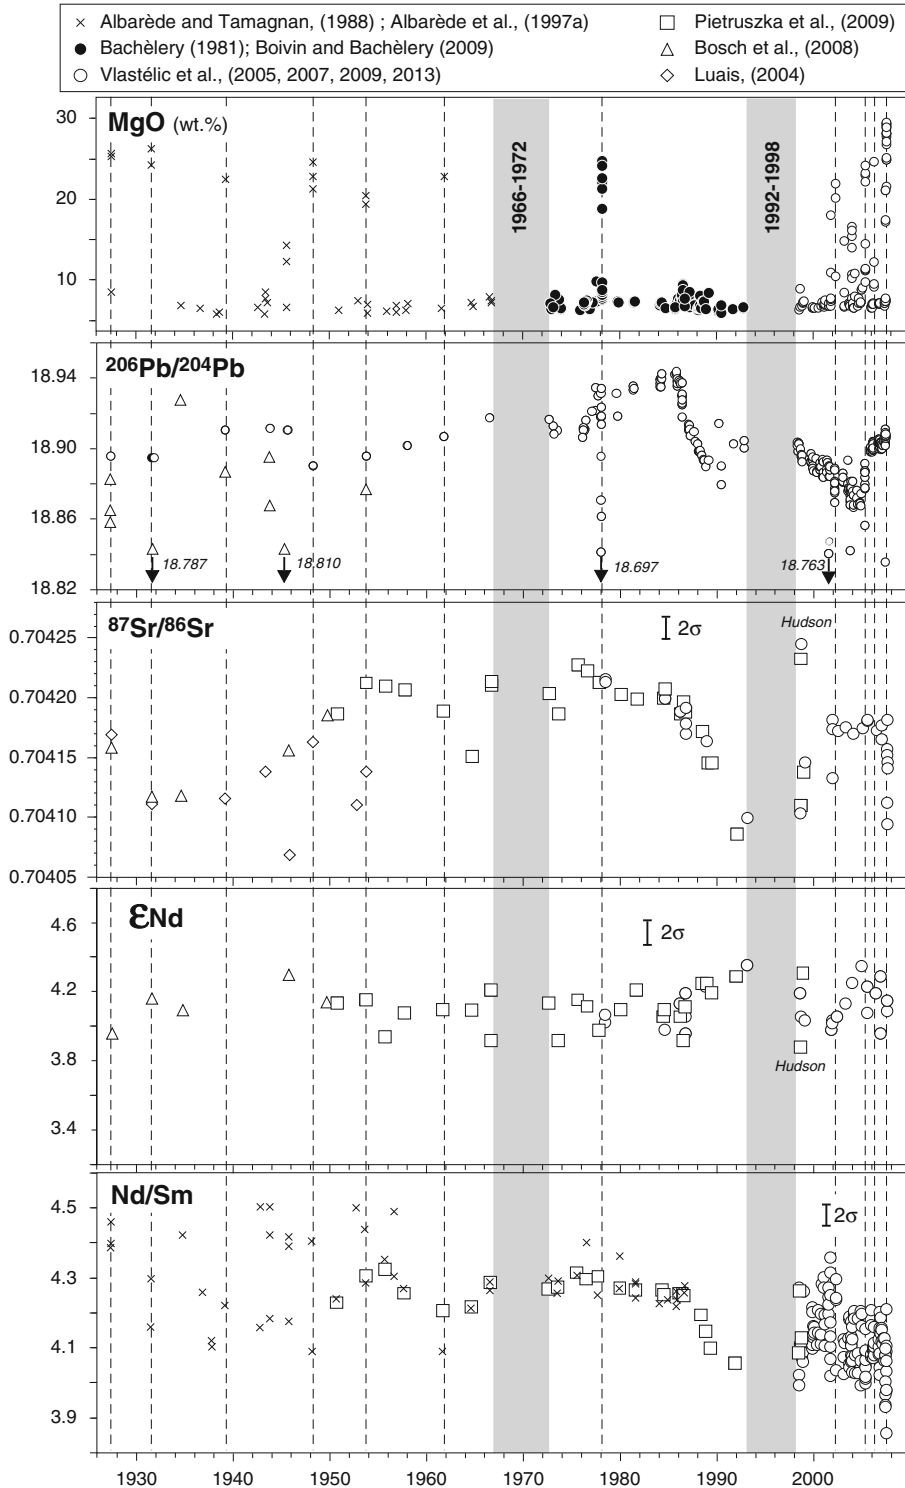 × Albarède and Tamagnan, (1988) ; Albarède et al., (1997a)
● Bachèlery (1981); Boivin and Bachèlery (2009)
○ Vlastélic et al., (2005, 2007, 2009, 2013)
□ Pietruszka et al., (2009)
△ Bosch et al., (2008)
◇ Luais, (2004)
MgO (wt.%)
30
20
10
1966-1972
1992-1998
²⁰⁶Pb/²⁰⁴Pb
18.94
18.90
18.86
18.82
18.787
18.810
18.697
18.763
⁸⁷Sr/⁸⁶Sr
0.70425
0.70420
0.70415
0.70410
0.70405
2σ
Hudson
εNd
4.6
4.2
3.8
3.4
2σ
Hudson
Nd/Sm
4.5
4.3
4.1
3.9
2σ
1930 1940 1950 1960 1970 1980 1990 2000